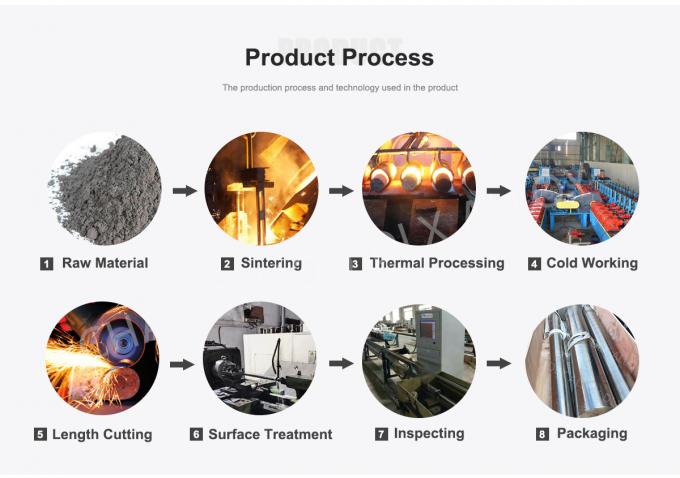 PRODUCT
Product Process
The production process and technology used in the product
1 Raw Material
2 Sintering
3 Thermal Processing
4 Cold Working
5 Length Cutting
6 Surface Treatment
7 Inspecting
8 Packaging